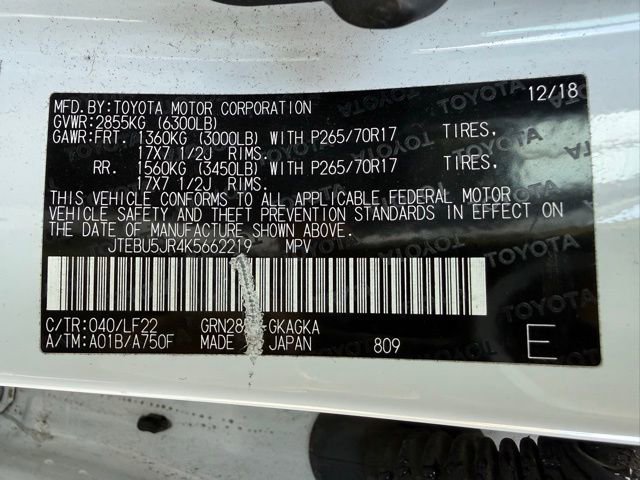 MFD.BY:TOYOTA MOTOR CORPORATION 12/18
GVWR:2855KG (6300LB)
GAWR:FRT. 1360KG (3000LB) WITH P265/70R17 TIRES,
17X7 1/2J RIMS.
RR. 1560KG (3450LB) WITH P265/70R17 TIRES,
17X7 1/2J RIMS.
THIS VEHICLE CONFORMS TO ALL APPLICABLE FEDERAL MOTOR
VEHICLE SAFETY AND THEFT PREVENTION STANDARDS IN EFFECT ON
THE DATE OF MANUFACTURE SHOWN ABOVE.
JTEBU5JR4K5662219 MPV
C/TR:040/LF22 GKAGKA
A/TM:A01B/A750F MADE JAPAN 809 E